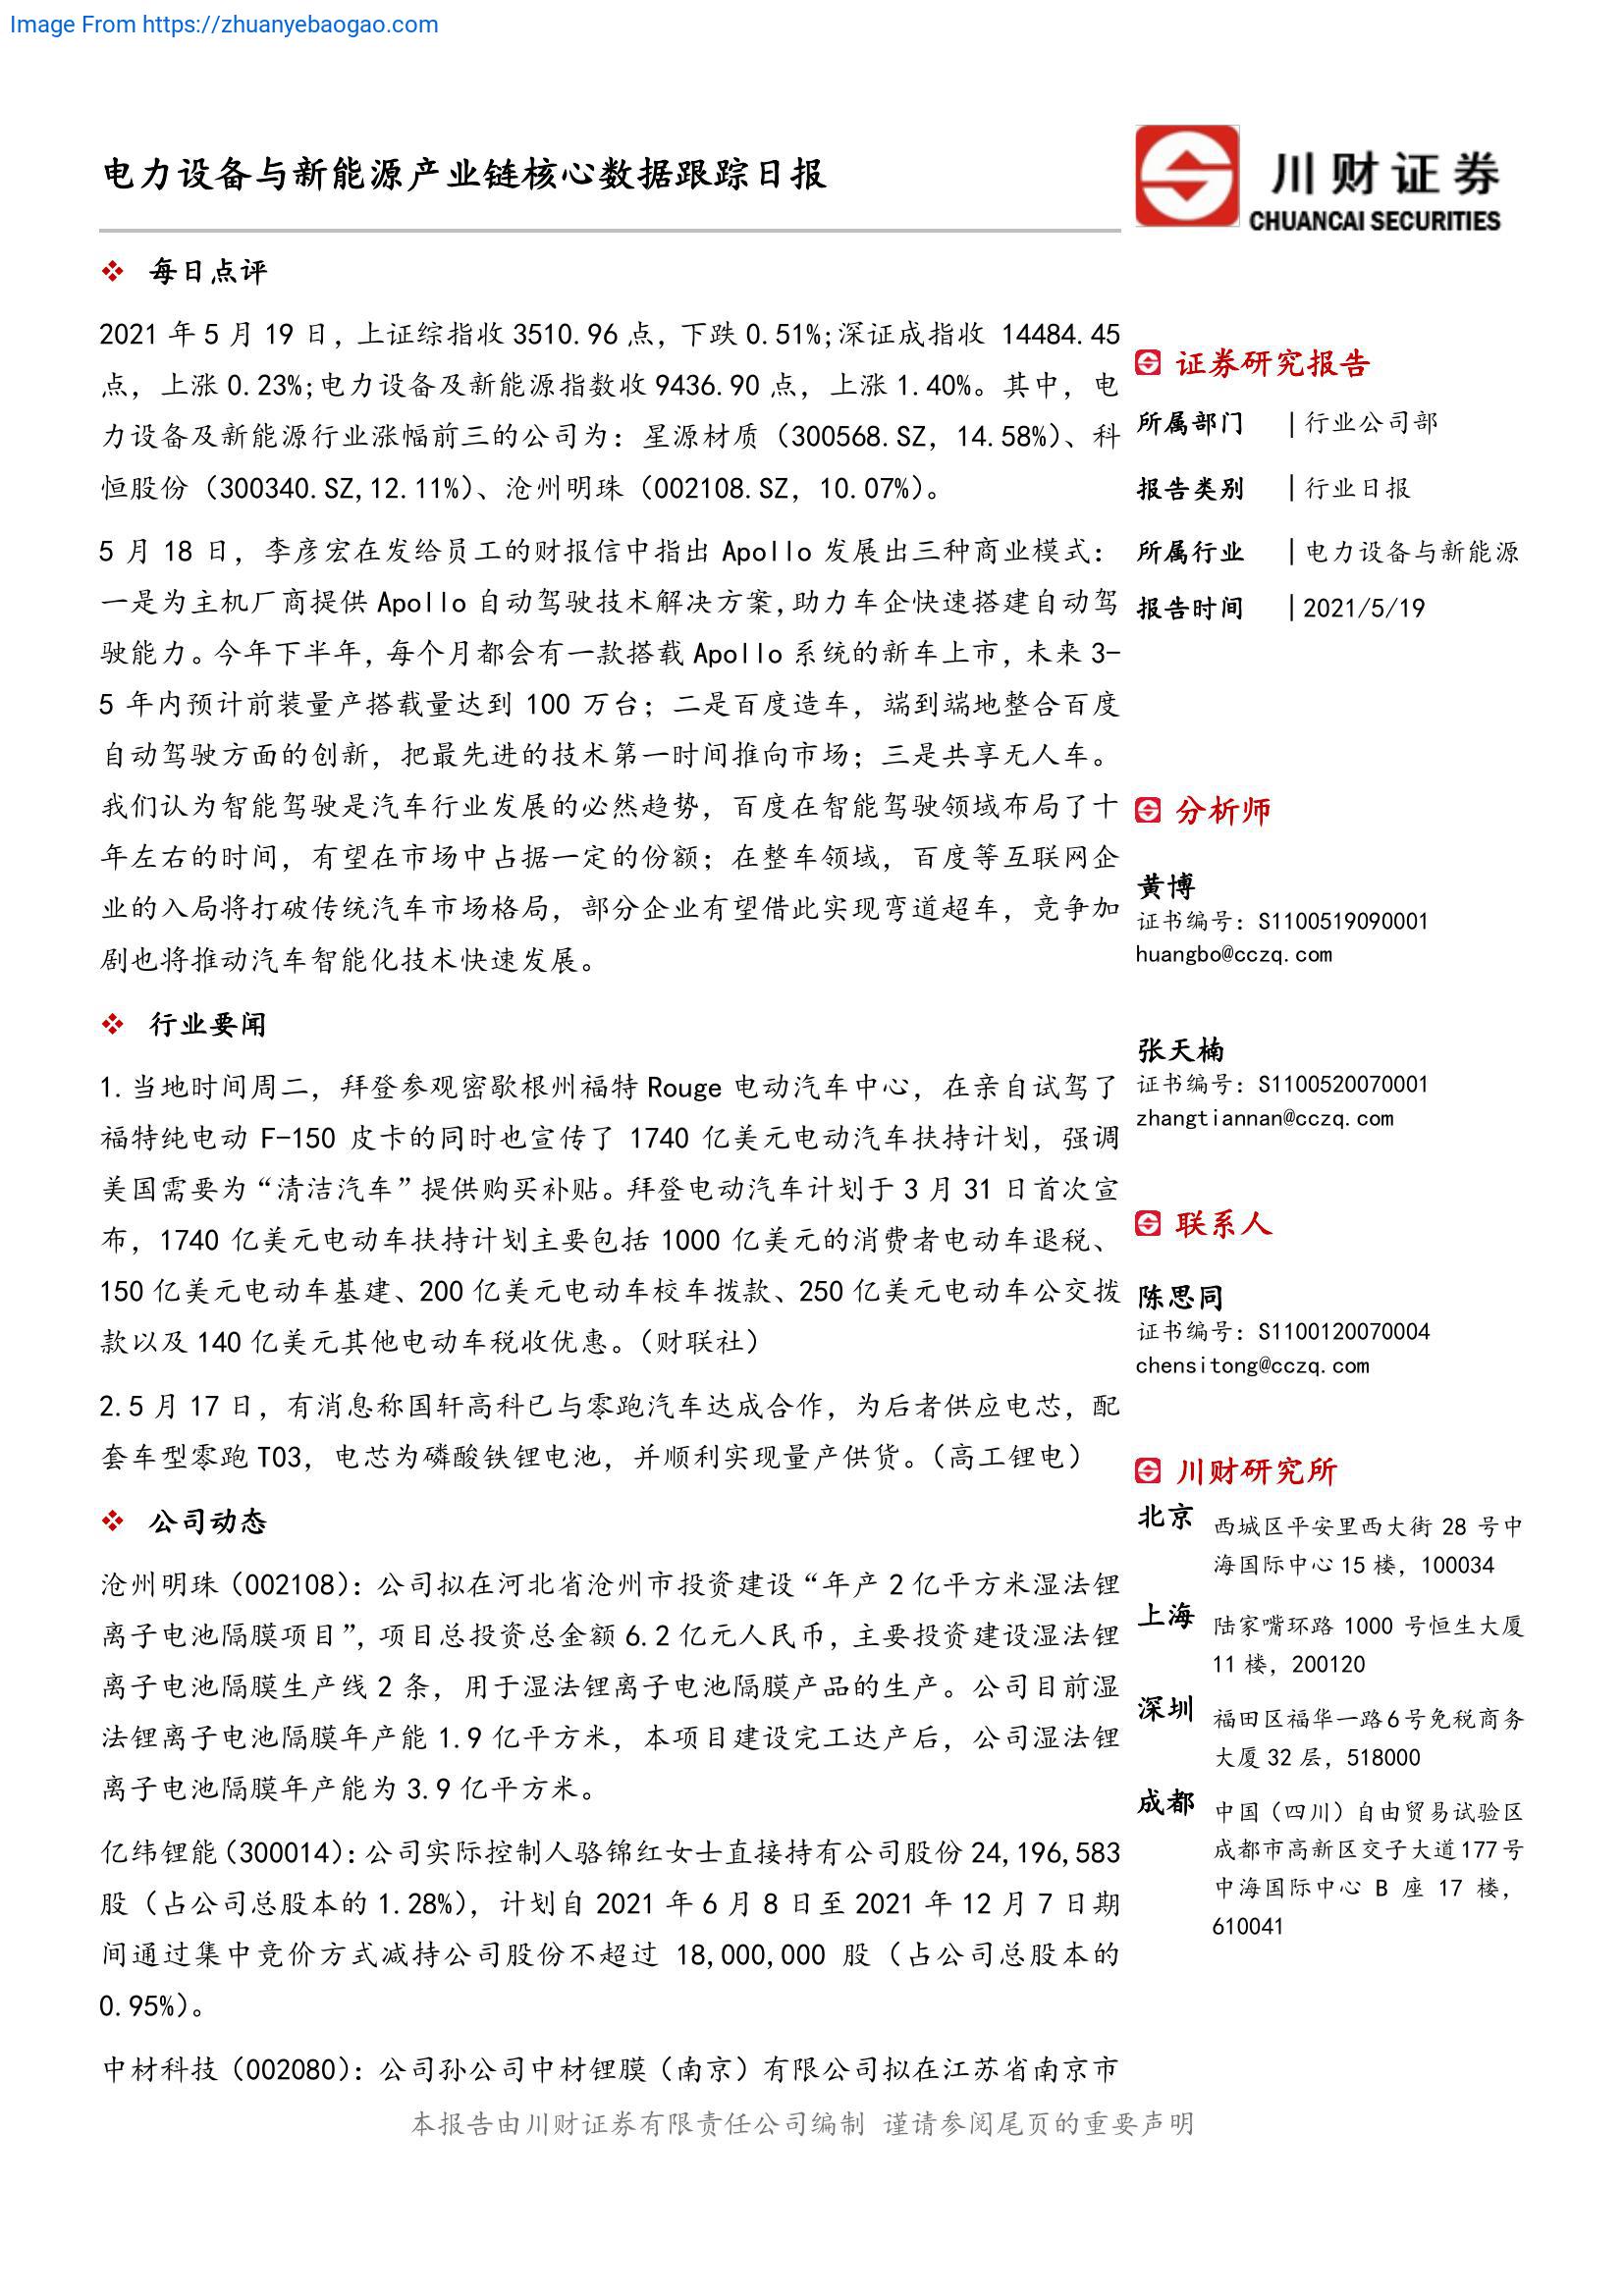 Image From https://zhuanyebaogao.com
电力设备与新能源产业链核心数据跟踪日报
川财证券
CHUANCAI SECURITIES
每日点评
2021 年 5 月 19 日，上证综指收 3510.96 点，下跌 0.51%;深证成指收 14484.45
点，上涨 0.23%;电力设备及新能源指数收 9436.90 点，上涨 1.40%。其中，电
力设备及新能源行业涨幅前三的公司为：星源材质（300568.SZ，14.58%）、科
恒股份（300340.SZ,12.11%）、沧州明珠（002108.SZ，10.07%）。
5 月 18 日，李彦宏在发给员工的财报信中指出 Apollo 发展出三种商业模式：
一是为主机厂商提供 Apollo 自动驾驶技术解决方案,助力车企快速搭建自动驾
驶能力。今年下半年，每个月都会有一款搭载 Apollo 系统的新车上市，未来 3-
5 年内预计前装量产搭载量达到 100 万台；二是百度造车，端到端地整合百度
自动驾驶方面的创新，把最先进的技术第一时间推向市场；三是共享无人车。
我们认为智能驾驶是汽车行业发展的必然趋势，百度在智能驾驶领域布局了十
年左右的时间，有望在市场中占据一定的份额；在整车领域，百度等互联网企
业的入局将打破传统汽车市场格局，部分企业有望借此实现弯道超车，竞争加
剧也将推动汽车智能化技术快速发展。
行业要闻
1.当地时间周二，拜登参观密歇根州福特 Rouge 电动汽车中心，在亲自试驾了
福特纯电动 F-150 皮卡的同时也宣传了 1740 亿美元电动汽车扶持计划，强调
美国需要为“清洁汽车”提供购买补贴。拜登电动汽车计划于 3 月 31 日首次宣
布，1740 亿美元电动车扶持计划主要包括 1000 亿美元的消费者电动车退税、
150 亿美元电动车基建、200 亿美元电动车校车拨款、250 亿美元电动车公交拨
款以及 140 亿美元其他电动车税收优惠。（财联社）
2.5 月 17 日，有消息称国轩高科已与零跑汽车达成合作，为后者供应电芯，配
套车型零跑 T03，电芯为磷酸铁锂电池，并顺利实现量产供货。（高工锂电）
公司动态
沧州明珠（002108）：公司拟在河北省沧州市投资建设“年产 2 亿平方米湿法锂
离子电池隔膜项目”，项目总投资总金额 6.2 亿元人民币，主要投资建设湿法锂
离子电池隔膜生产线 2 条，用于湿法锂离子电池隔膜产品的生产。公司目前湿
法锂离子电池隔膜年产能 1.9 亿平方米，本项目建设完工达产后，公司湿法锂
离子电池隔膜年产能为 3.9 亿平方米。
亿纬锂能（300014）：公司实际控制人骆锦红女士直接持有公司股份 24,196,583
股（占公司总股本的 1.28%），计划自 2021 年 6 月 8 日至 2021 年 12 月 7 日期
间通过集中竞价方式减持公司股份不超过 18,000,000 股（占公司总股本的
0.95%）。
中材科技（002080）：公司孙公司中材锂膜（南京）有限公司拟在江苏省南京市
证券研究报告
所属部门 |行业公司部
报告类别 |行业日报
所属行业 |电力设备与新能源
报告时间 |2021/5/19
分析师
黄博
证书编号：S1100519090001
huangbo@cczq.com
张天楠
证书编号：S1100520070001
zhangtiannan@cczq.com
联系人
陈思同
证书编号：S1100120070004
chensitong@cczq.com
川财研究所
北京 西城区平安里西大街 28 号中
海国际中心 15 楼，100034
上海 陆家嘴环路 1000 号恒生大厦
11 楼，200120
深圳 福田区福华一路6号免税商务
大厦 32 层，518000
成都 中国（四川）自由贸易试验区
成都市高新区交子大道177号
中海国际中心 B 座 17 楼，
610041
本报告由川财证券有限责任公司编制 谨请参阅尾页的重要声明